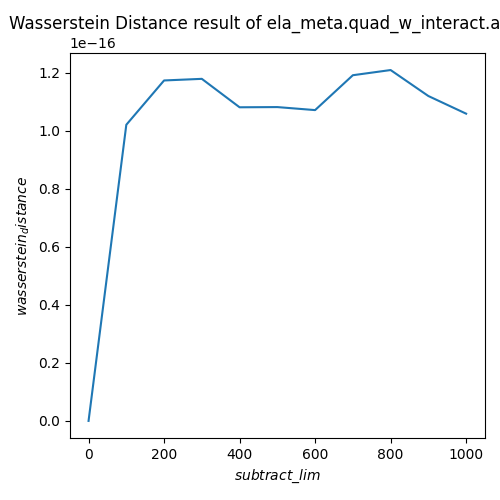 Wasserstein Distance result of ela_meta.quad_w_interact.a
1e−16
1.2
1.0
0.8
0.6
0.4
0.2
0.0
wasserstein_distance
0 200 400 600 800 1000
subtract_lim